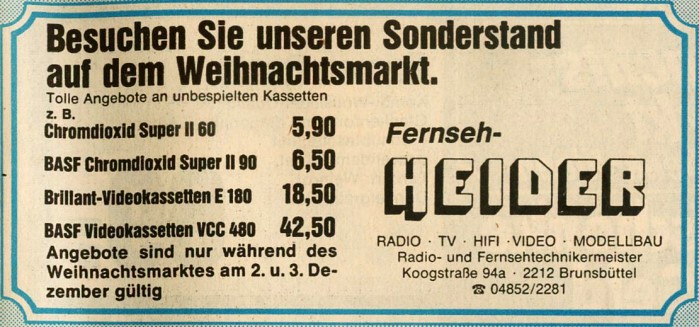 Besuchen Sie unseren Sonderstand
auf dem Weihnachtsmarkt.
Tolle Angebote an unbespielten Kassetten
z. B.
Chromdioxid Super II 60 5,90
BASF Chromdioxid Super II 90 6,50
Brillant-Videokassetten E 180 18,50
BASF Videokassetten VCC 480 42,50
Angebote sind nur während des
Weihnachtsmarktes am 2. u. 3. De-
zember gültig
Fernseh-
HEIDER
RADIO · TV · HIFI · VIDEO · MODELLBAU
Radio- und Fernsehtechnikermeister
Koogstraße 94a · 2212 Brunsbüttel
☎ 04852/2281